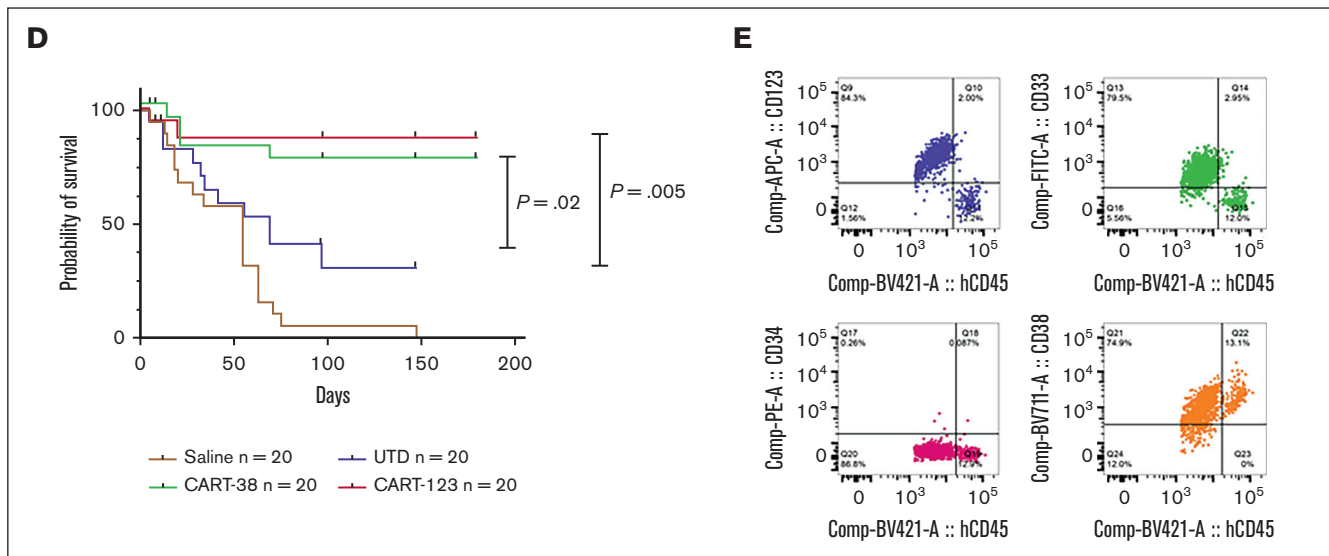 D
Probability of survival
100
50
0
0 50 100 150 200
Days
P = .02
P = .005
Saline n = 20
UTD n = 20
CART-38 n = 20
CART-123 n = 20
E
Comp-APC-A :: CD123
10⁵
10⁴
10³
0
Q9
84.3%
Q10
2.00%
Q12
1.56%
0 10³ 10⁵
Comp-BV421-A :: hCD45
Comp-FITC-A :: CD33
10⁵
10⁴
10³
0
Q13
79.5%
Q14
2.95%
Q16
5.56%
Q15
12.0%
0 10³ 10⁵
Comp-BV421-A :: hCD45
Comp-PE-A :: CD34
10⁵
10⁴
10³
0
Q17
0.26%
Q18
0.087%
Q20
86.8%
Q19
12.9%
0 10³ 10⁵
Comp-BV421-A :: hCD45
Comp-BV711-A :: CD38
10⁵
10⁴
10³
0
Q21
74.9%
Q22
13.1%
Q24
12.0%
Q23
0%
0 10³ 10⁵
Comp-BV421-A :: hCD45